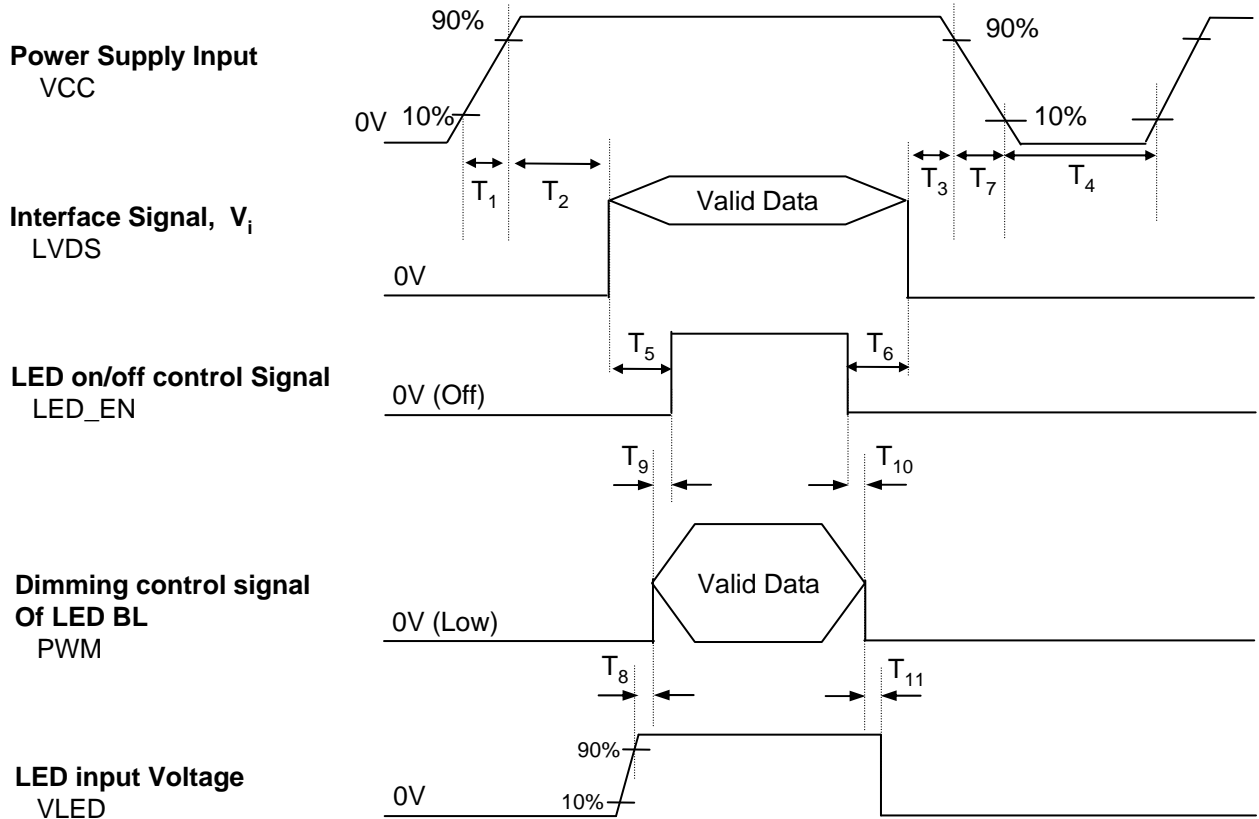 90%
90%
Power Supply Input
VCC
10%
10%
0V
T1
T2
T3
T7
T4
Valid Data
Interface Signal, Vi
LVDS
0V
T5
T6
LED on/off control Signal
LED_EN
0V (Off)
T9
T10
Dimming control signal
Of LED BL
PWM
Valid Data
0V (Low)
T8
T11
90%
LED input Voltage
VLED
0V
10%